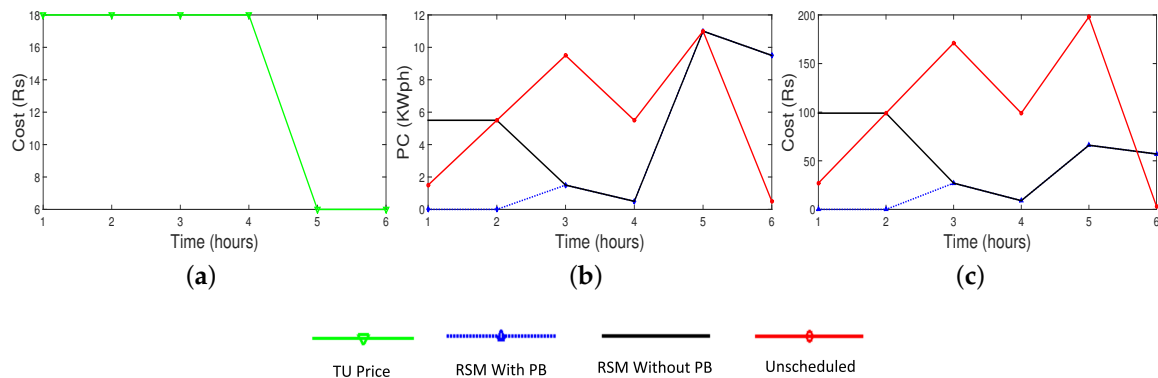 18
16
14
12
10
8
6
Cost (Rs)
1 2 3 4 5 6
Time (hours)
(a)
12
10
8
6
4
2
0
PC (KWph)
1 2 3 4 5 6
Time (hours)
(b)
200
150
100
50
0
Cost (Rs)
1 2 3 4 5 6
Time (hours)
(c)
TU Price
RSM With PB
RSM Without PB
Unscheduled